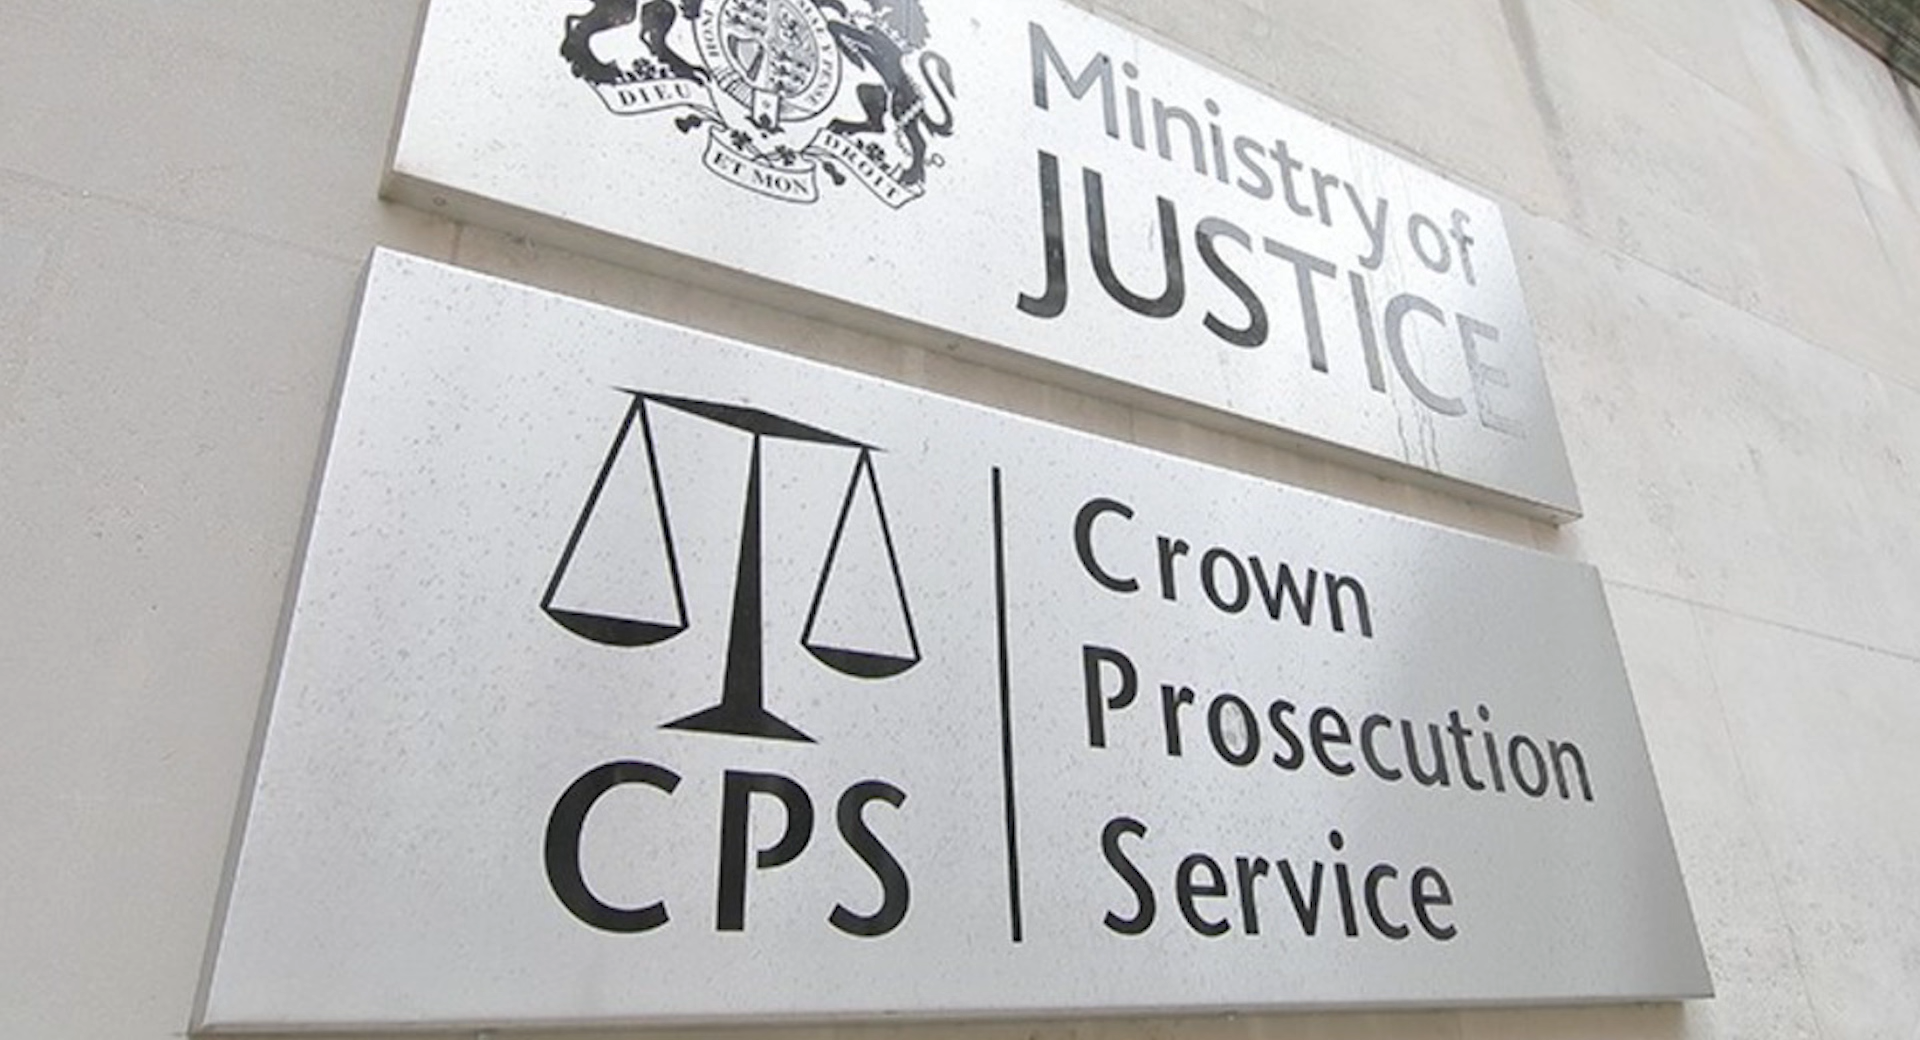 DIEU
ET MON
DROIT
Ministry of
JUSTICE
CPS
Crown
Prosecution
Service